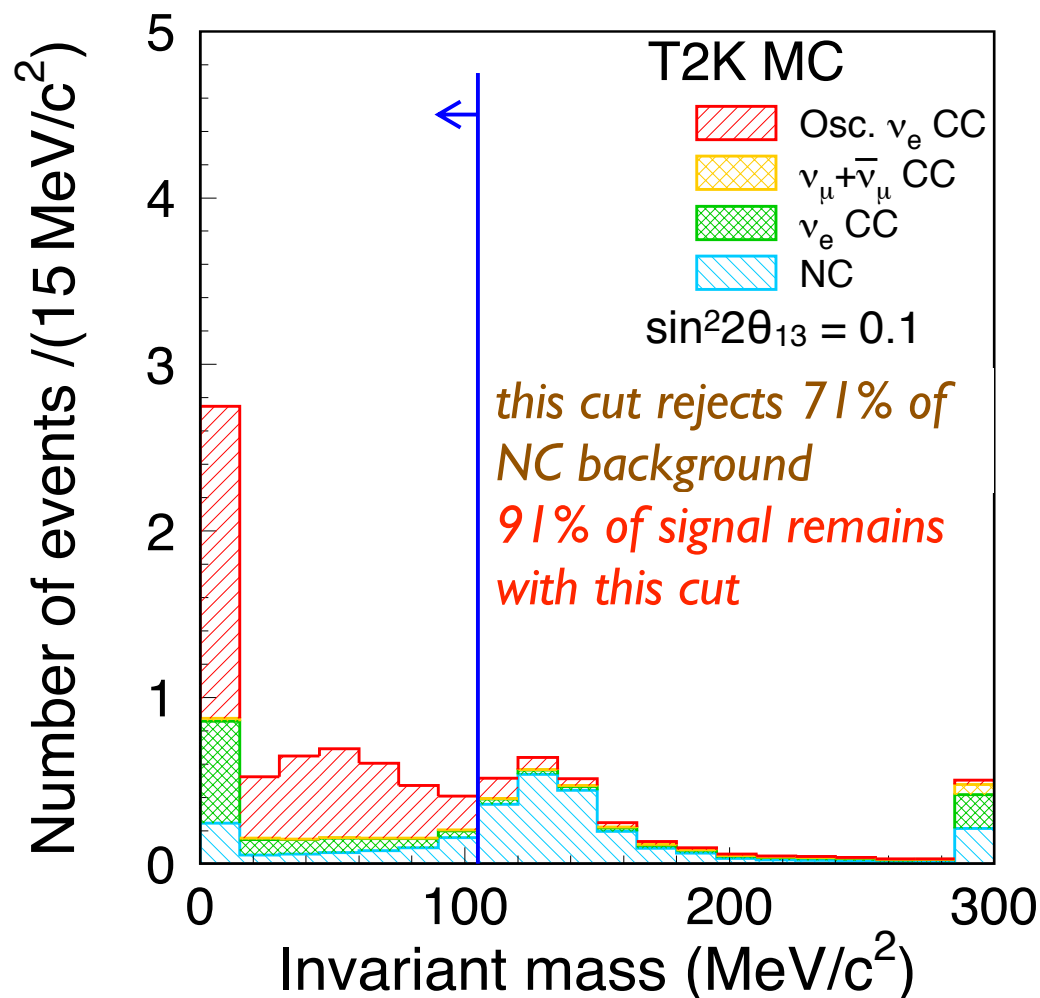 T2K MC
Osc. νₑ CC
ν_μ+ν̄_μ CC
νₑ CC
NC
sin²2θ₁₃ = 0.1
this cut rejects 71% of
NC background
91% of signal remains
with this cut
Number of events /(15 MeV/c²)
5
4
3
2
1
0
0 100 200 300
Invariant mass (MeV/c²)